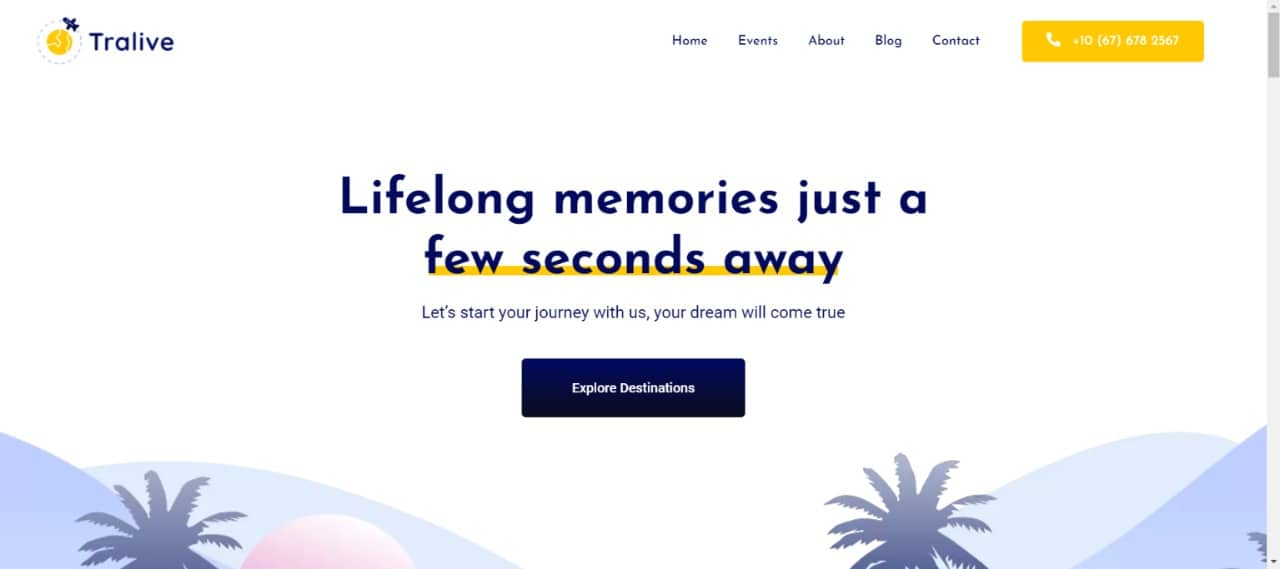 Tralive
Home Events About Blog Contact +10 (67) 678 2567
Lifelong memories just a
few seconds away
Let's start your journey with us, your dream will come true
Explore Destinations